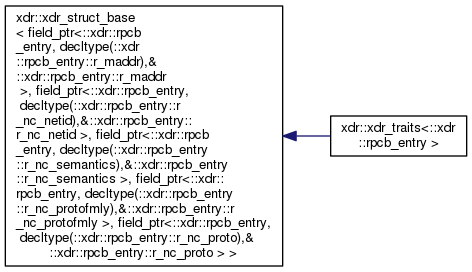 xdr::xdr_struct_base
< field_ptr<::xdr::rpcb
_entry, decltype(::xdr
::rpcb_entry::r_maddr),&
::xdr::rpcb_entry::r_maddr
>, field_ptr<::xdr::rpcb_entry,
decltype(::xdr::rpcb_entry::r
_nc_netid),&::xdr::rpcb_entry::
r_nc_netid >, field_ptr<::xdr::rpcb
_entry, decltype(::xdr::rpcb_entry
::r_nc_semantics),&::xdr::rpcb_entry
::r_nc_semantics >, field_ptr<::xdr::
rpcb_entry, decltype(::xdr::rpcb_entry
::r_nc_protofmly),&::xdr::rpcb_entry::r
_nc_protofmly >, field_ptr<::xdr::rpcb_entry,
decltype(::xdr::rpcb_entry::r_nc_proto),&
::xdr::rpcb_entry::r_nc_proto > >
xdr::xdr_traits<::xdr
::rpcb_entry >